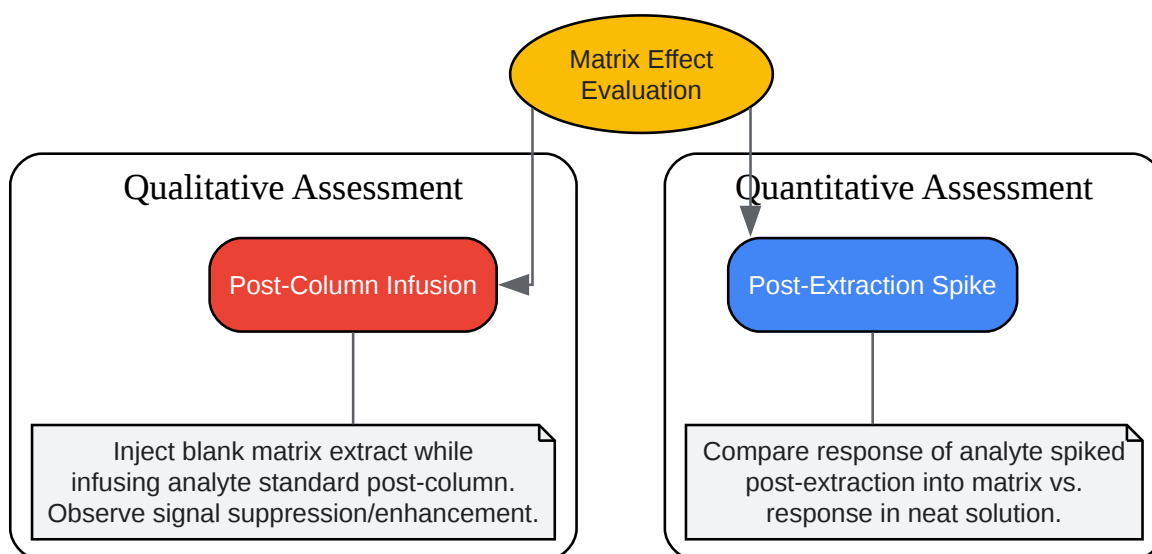 Matrix Effect
Evaluation
Qualitative Assessment
Post-Column Infusion
Inject blank matrix extract while
infusing analyte standard post-column.
Observe signal suppression/enhancement.
Quantitative Assessment
Post-Extraction Spike
Compare response of analyte spiked
post-extraction into matrix vs.
response in neat solution.